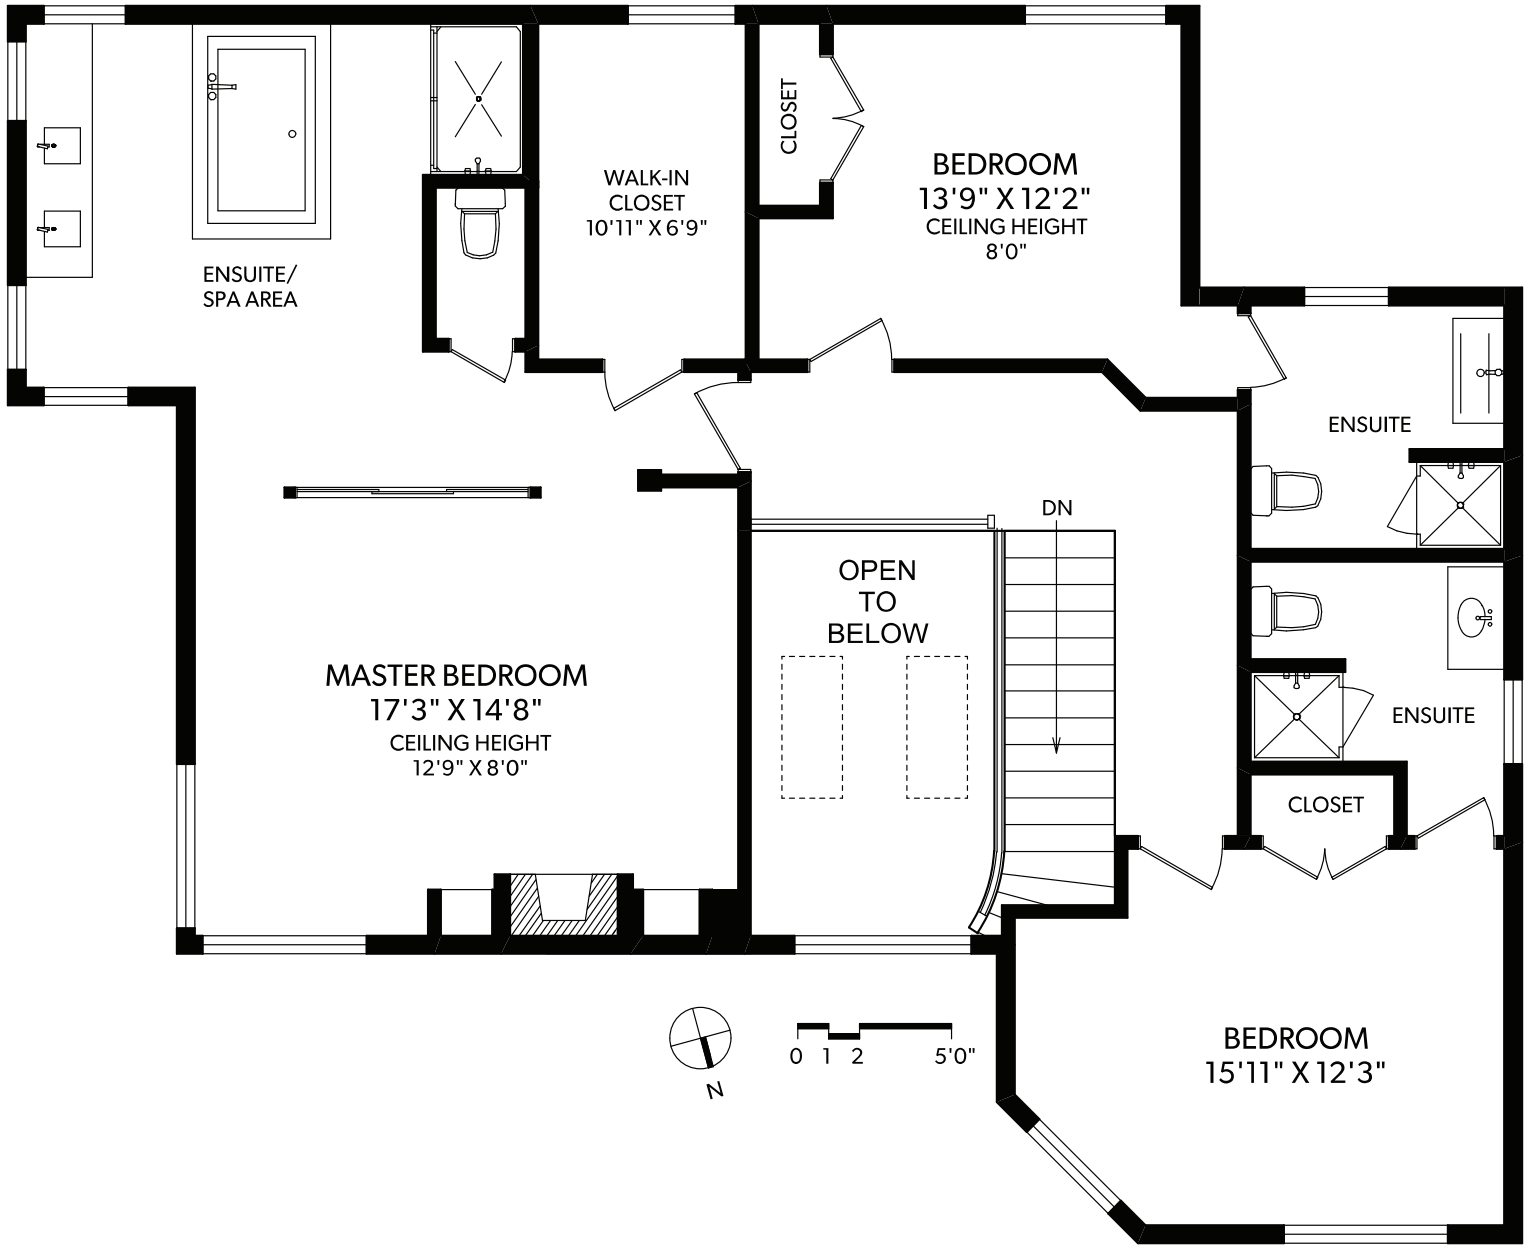 CLOSET
BEDROOM
13'9" X 12'2"
CEILING HEIGHT
8'0"
WALK-IN
CLOSET
10'11" X 6'9"
ENSUITE/
SPA AREA
ENSUITE
DN
OPEN
TO
BELOW
MASTER BEDROOM
17'3" X 14'8"
CEILING HEIGHT
12'9" X 8'0"
ENSUITE
CLOSET
BEDROOM
15'11" X 12'3"
0 1 2 5'0"
N